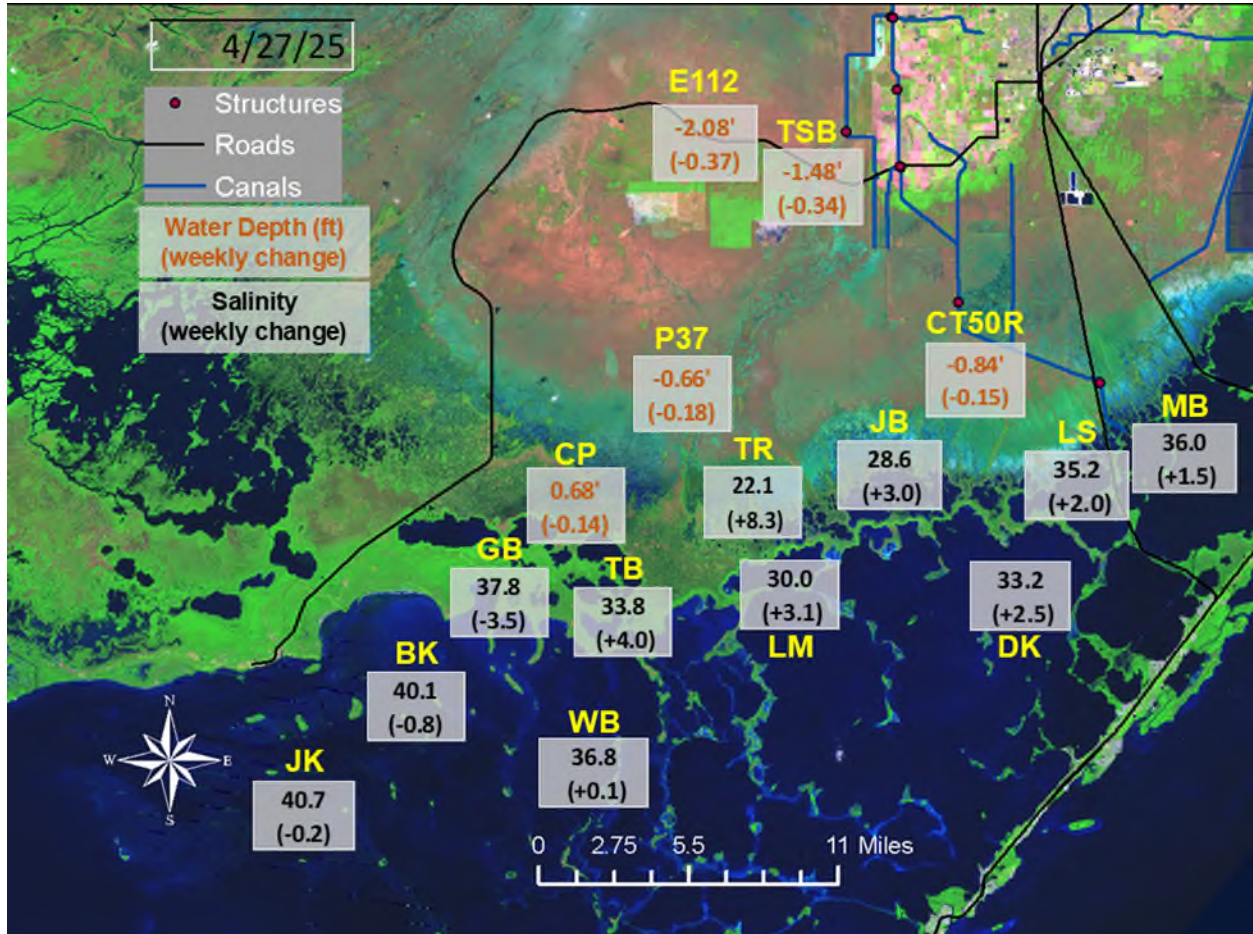 4/27/25
Structures
Roads
Canals
Water Depth (ft)
(weekly change)
Salinity
(weekly change)
E112
-2.08'
(-0.37)
TSB
-1.48'
(-0.34)
P37
-0.66'
(-0.18)
CT50R
-0.84'
(-0.15)
CP
0.68'
(-0.14)
TR
22.1
(+8.3)
JB
28.6
(+3.0)
LS
35.2
(+2.0)
MB
36.0
(+1.5)
GB
37.8
(-3.5)
TB
33.8
(+4.0)
30.0
(+3.1)
LM
33.2
(+2.5)
DK
BK
40.1
(-0.8)
WB
36.8
(+0.1)
JK
40.7
(-0.2)
N
W E
S
0 2.75 5.5 11 Miles